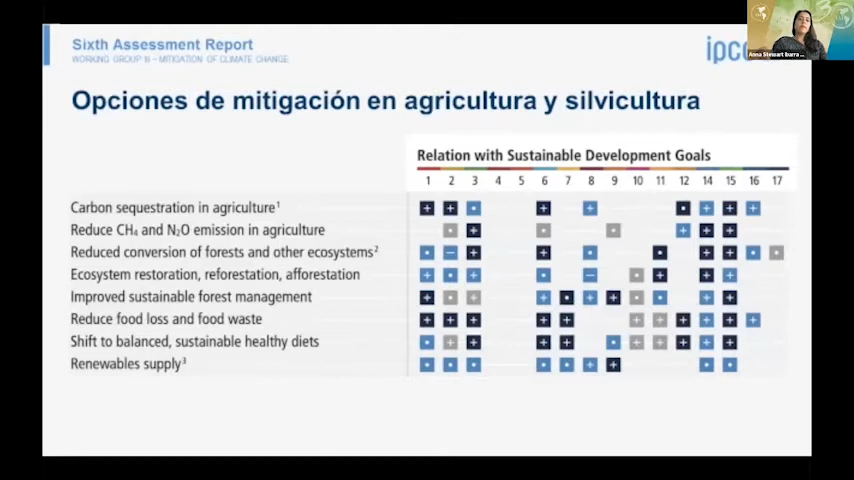 Sixth Assessment Report
WORKING GROUP III – MITIGATION OF CLIMATE CHANGE
Opciones de mitigación en agricultura y silvicultura
Relation with Sustainable Development Goals
1 2 3 4 5 6 7 8 9 10 11 12 14 15 16 17
Carbon sequestration in agriculture¹
Reduce CH₄ and N₂O emission in agriculture
Reduced conversion of forests and other ecosystems²
Ecosystem restoration, reforestation, afforestation
Improved sustainable forest management
Reduce food loss and food waste
Shift to balanced, sustainable healthy diets
Renewables supply³
ipc
Anna Stewart Ibarra